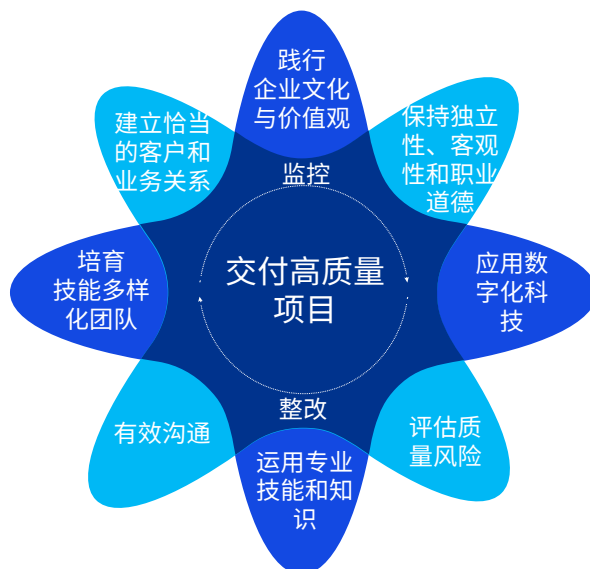 践行
企业文化
与价值观
保持独立
性、客观
性和职业
道德
应用数
字化科
技
评估质
量风险
运用专业
技能和知
识
有效沟通
培育
技能多样
化团队
建立恰当
的客户和
业务关系
监控
交付高质量
项目
整改